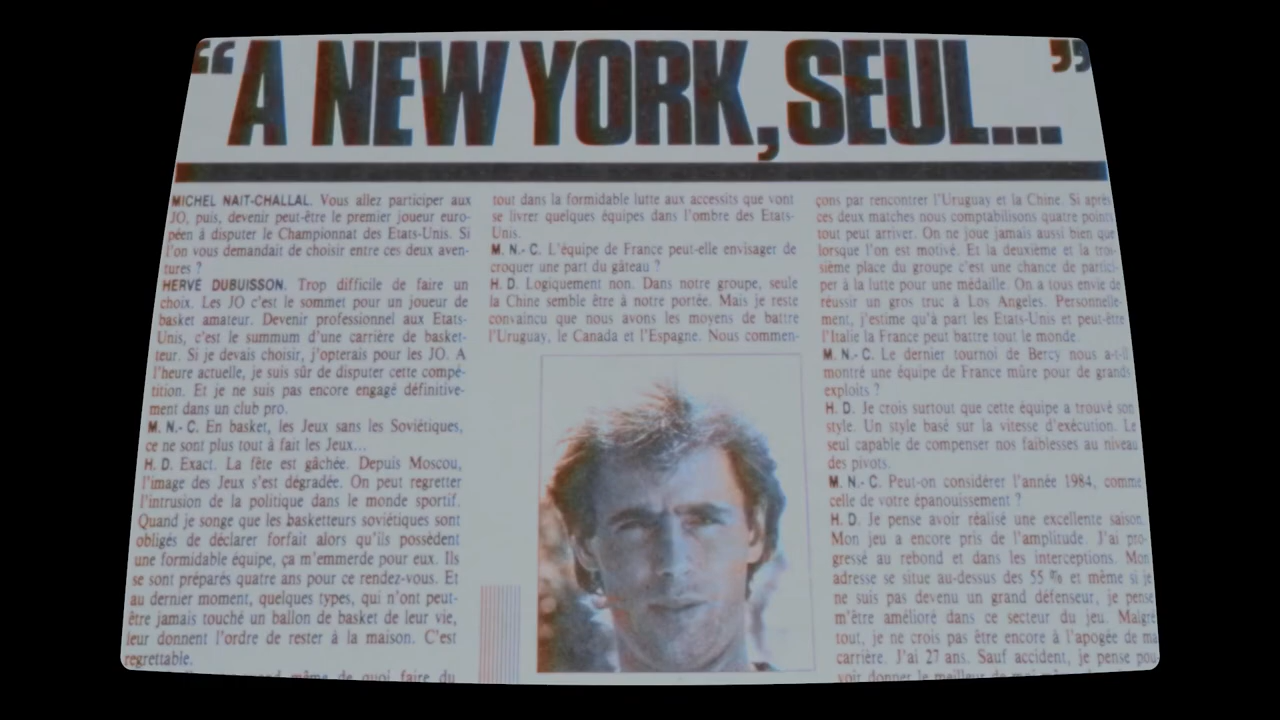 “A NEW YORK, SEUL...”
MICHEL NAIT-CHALLAL. Vous allez participer aux
JO, puis, devenir peut-être le premier joueur euro-
péen à disputer le Championnat des Etats-Unis. Si
l'on vous demandait de choisir entre ces deux aven-
tures ?
HERVÉ DUBUISSON. Trop difficile de faire un
choix. Les JO c'est le sommet pour un joueur de
basket amateur. Devenir professionnel aux Etats-
Unis, c'est le summum d'une carrière de basket-
teur. Si je devais choisir, j'opterais pour les JO. A
l'heure actuelle, je suis sûr de disputer cette compé-
tition. Et je ne suis pas encore engagé définitive-
ment dans un club pro.
M. N.- C. En basket, les Jeux sans les Soviétiques,
ce ne sont plus tout à fait les Jeux...
H. D. Exact. La fête est gâchée. Depuis Moscou,
l'image des Jeux s'est dégradée. On peut regretter
l'intrusion de la politique dans le monde sportif.
Quand je songe que les basketteurs soviétiques sont
obligés de déclarer forfait alors qu'ils possèdent
une formidable équipe, ça m'emmerde pour eux. Ils
se sont préparés quatre ans pour ce rendez-vous. Et
au dernier moment, quelques types, qui n'ont peut-
être jamais touché un ballon de basket de leur vie,
leur donnent l'ordre de rester à la maison. C'est
regrettable.
même de quoi faire du
tout dans la formidable lutte aux accessits que vont
se livrer quelques équipes dans l'ombre des Etats-
Unis.
M. N.- C. L'équipe de France peut-elle envisager de
croquer une part du gâteau ?
H. D. Logiquement non. Dans notre groupe, seule
la Chine semble être à notre portée. Mais je reste
convaincu que nous avons les moyens de battre
l'Uruguay, le Canada et l'Espagne. Nous commen-
çons par rencontrer l'Uruguay et la Chine. Si après
ces deux matches nous comptabilisons quatre points
tout peut arriver. On ne joue jamais aussi bien que
lorsque l'on est motivé. Et la deuxième et la troi-
sième place du groupe c'est une chance de partici-
per à la lutte pour une médaille. On a tous envie de
réussir un gros truc à Los Angeles. Personnelle-
ment, j'estime qu'à part les Etats-Unis et peut-être
l'Italie la France peut battre tout le monde.
M. N.- C. Le dernier tournoi de Bercy nous a-t-il
montré une équipe de France mûre pour de grands
exploits ?
H. D. Je crois surtout que cette équipe a trouvé son
style. Un style basé sur la vitesse d'exécution. Le
seul capable de compenser nos faiblesses au niveau
des pivots.
M. N.- C. Peut-on considérer l'année 1984, comme
celle de votre épanouissement ?
H. D. Je pense avoir réalisé une excellente saison.
Mon jeu a encore pris de l'amplitude. J'ai pro-
gressé au rebond et dans les interceptions. Mon
adresse se situe au-dessus des 55 % et même si je
ne suis pas devenu un grand défenseur, je pense
m'être amélioré dans ce secteur du jeu. Malgré
tout, je ne crois pas être encore à l'apogée de ma
carrière. J'ai 27 ans. Sauf accident, je pense pou-
voir donner le meilleur de